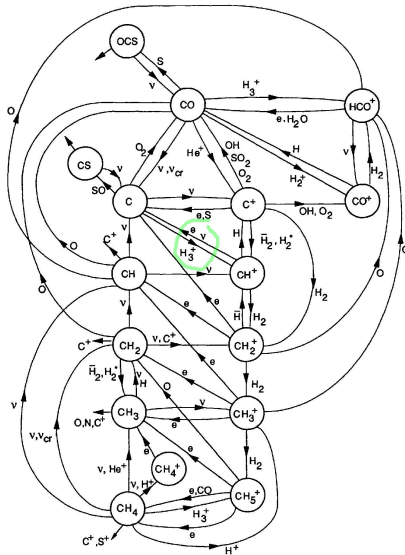 OCS
S
ν
CO
H₃⁺
HCO⁺
e,H₂O
O
O₂
He⁺
OH
SO₂
O₂
H
H₂⁺
ν
H₂
CS
ν
SO
ν,νcr
C
ν
e,S
C⁺
OH, O₂
CO⁺
O
C⁺
ν
e
ν
H₃⁺
H
H̅₂,H₂*
O
O
CH
ν
CH⁺
H₂
O
ν
e
e
H̅
H₂
C⁺
CH₂
ν,C⁺
CH₂⁺
H̅₂,H₂*
ν
H
O
e
e
H₂
ν
ν,νcr
CH₃
ν
e
CH₃⁺
O,N,C⁺
e
e
H₂
ν, He⁺
CH₄⁺
ν, H⁺
e,CO
CH₅⁺
CH₄
H₃⁺
e
C⁺,S⁺
H⁺